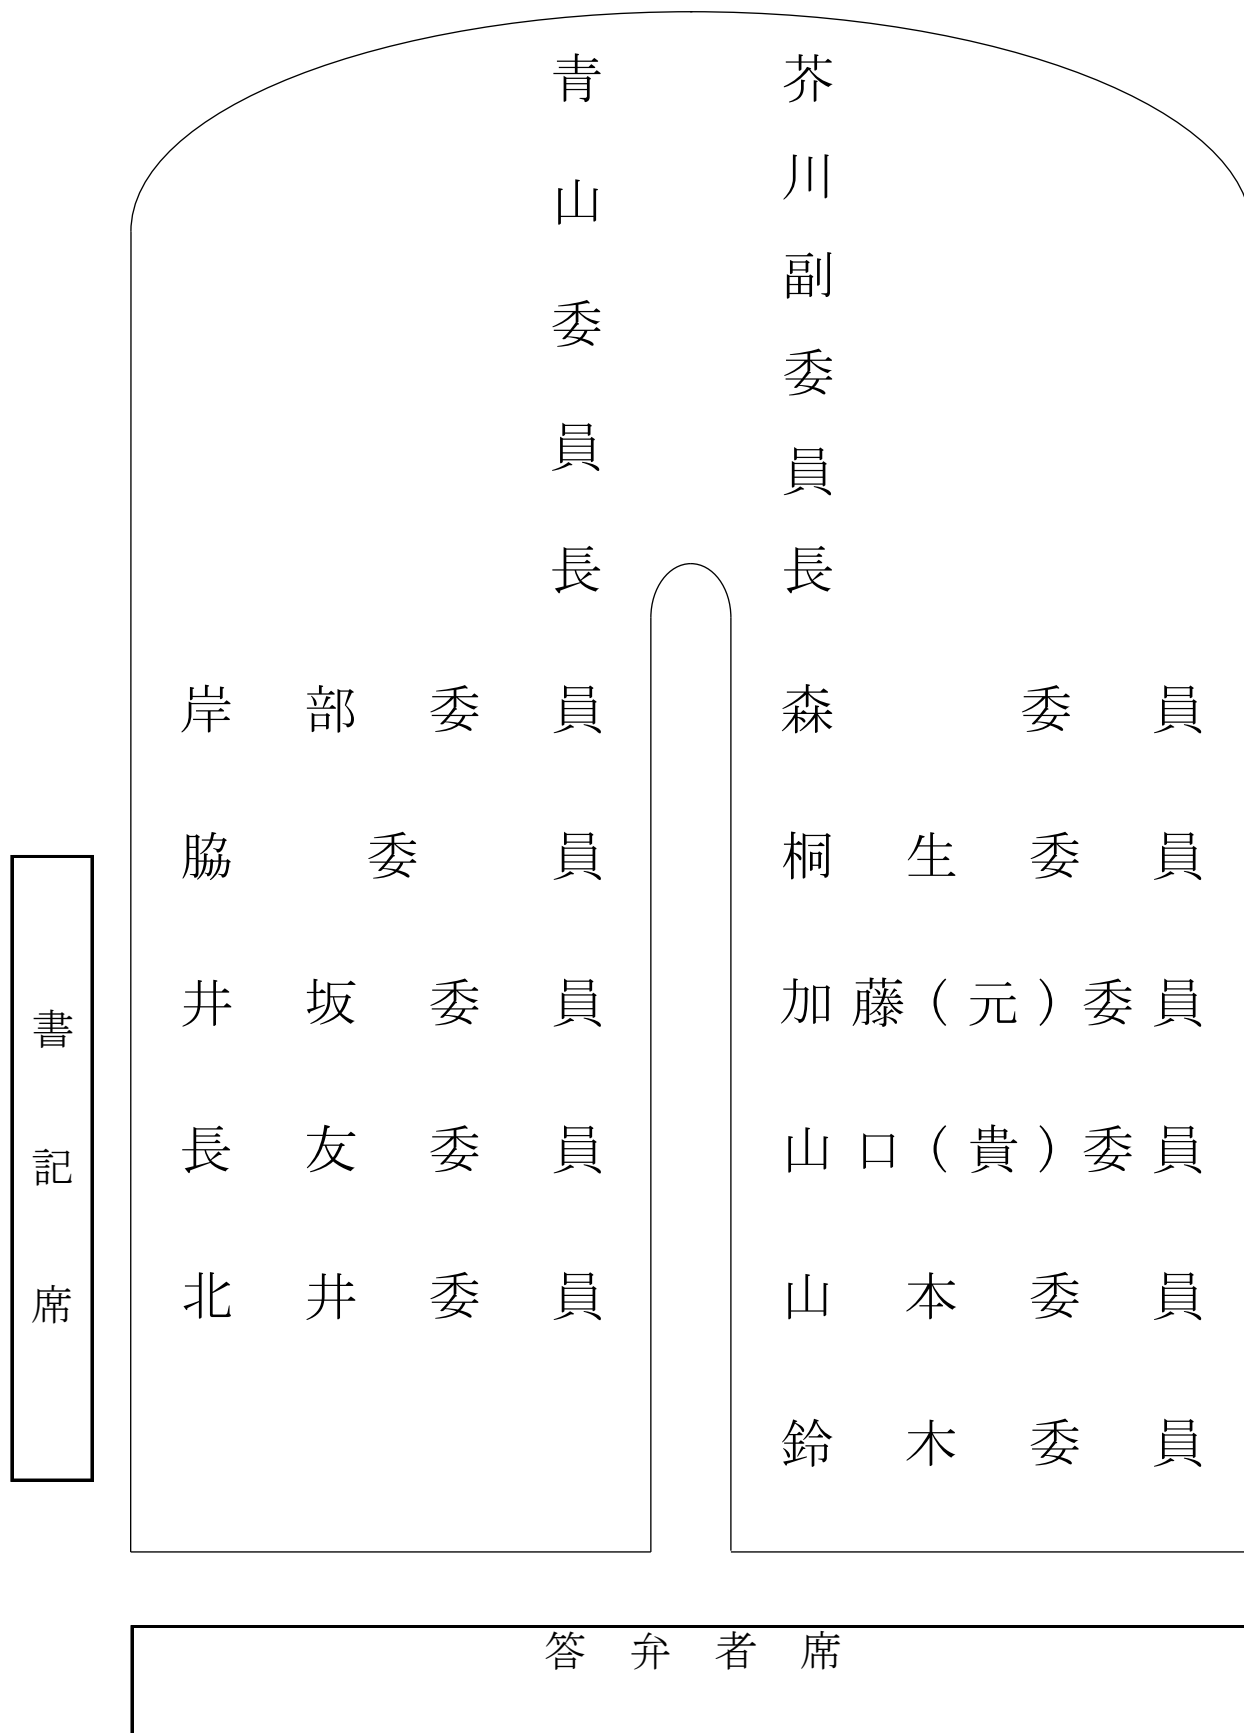 芥川副委員長
青山委員長
岸部委員
森委員
脇委員
桐生委員
井坂委員
加藤（元）委員
長友委員
山口（貴）委員
北井委員
山本委員
鈴木委員
書記席
答弁者席